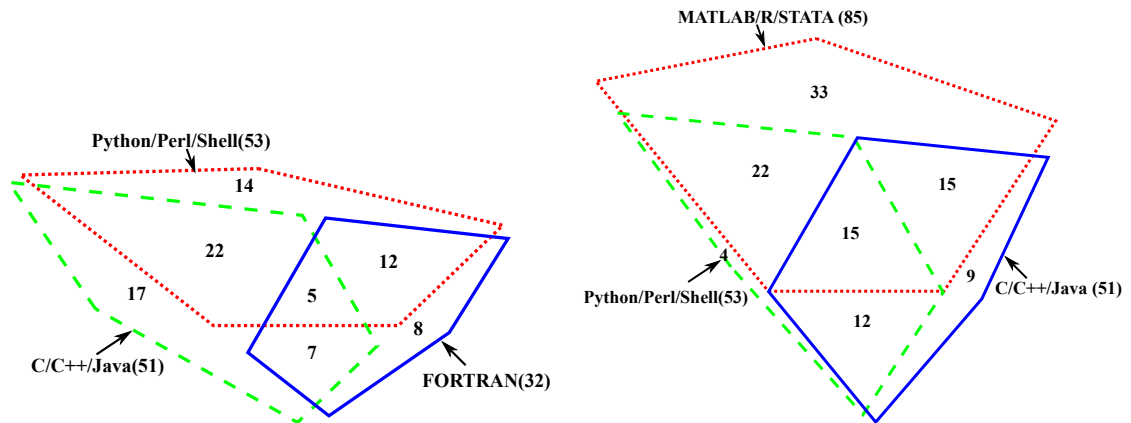 Python/Perl/Shell(53)
14
22
12
5
17
8
7
C/C++/Java(51)
FORTRAN(32)
MATLAB/R/STATA (85)
33
22
15
15
4
9
Python/Perl/Shell(53)
C/C++/Java (51)
12